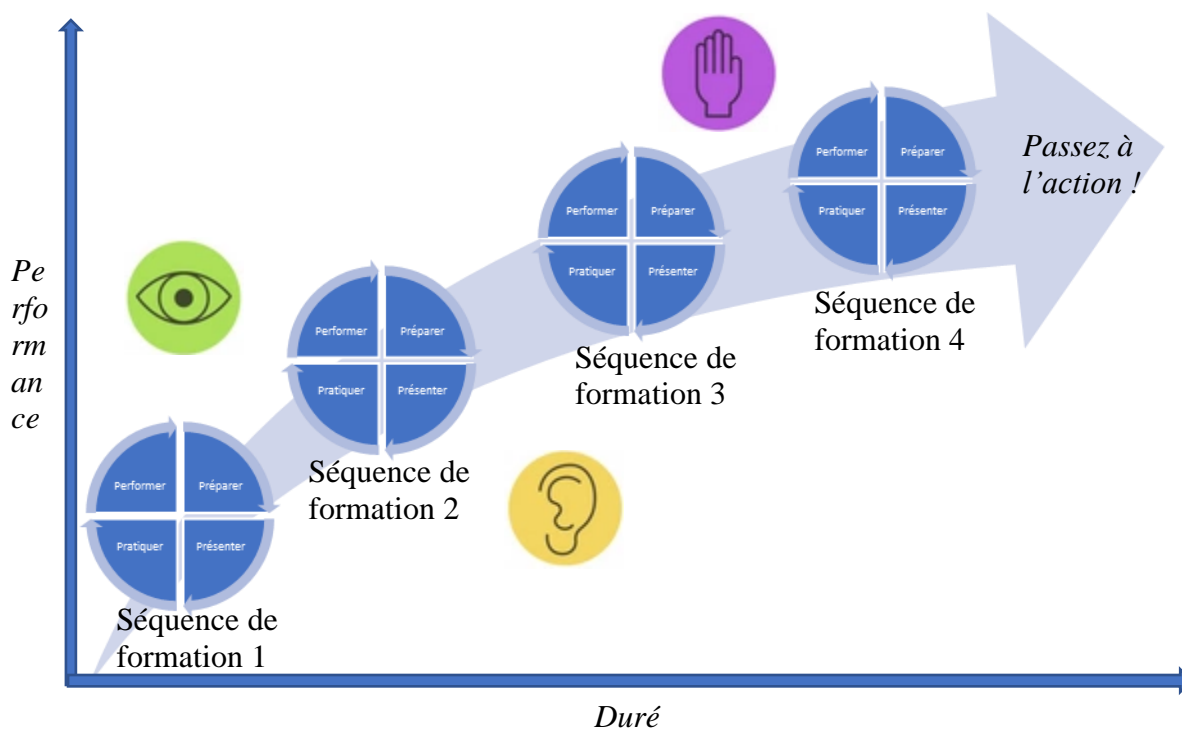 Performer
Préparer
Passez à
l’action !
Pratiquer
Présenter
Performer
Préparer
Pratiquer
Présenter
Séquence de
formation 4
Pe
rfo
rm
an
ce
Performer
Préparer
Pratiquer
Présenter
Séquence de
formation 3
Performer
Préparer
Pratiquer
Présenter
Séquence de
formation 2
Séquence de
formation 1
Duré